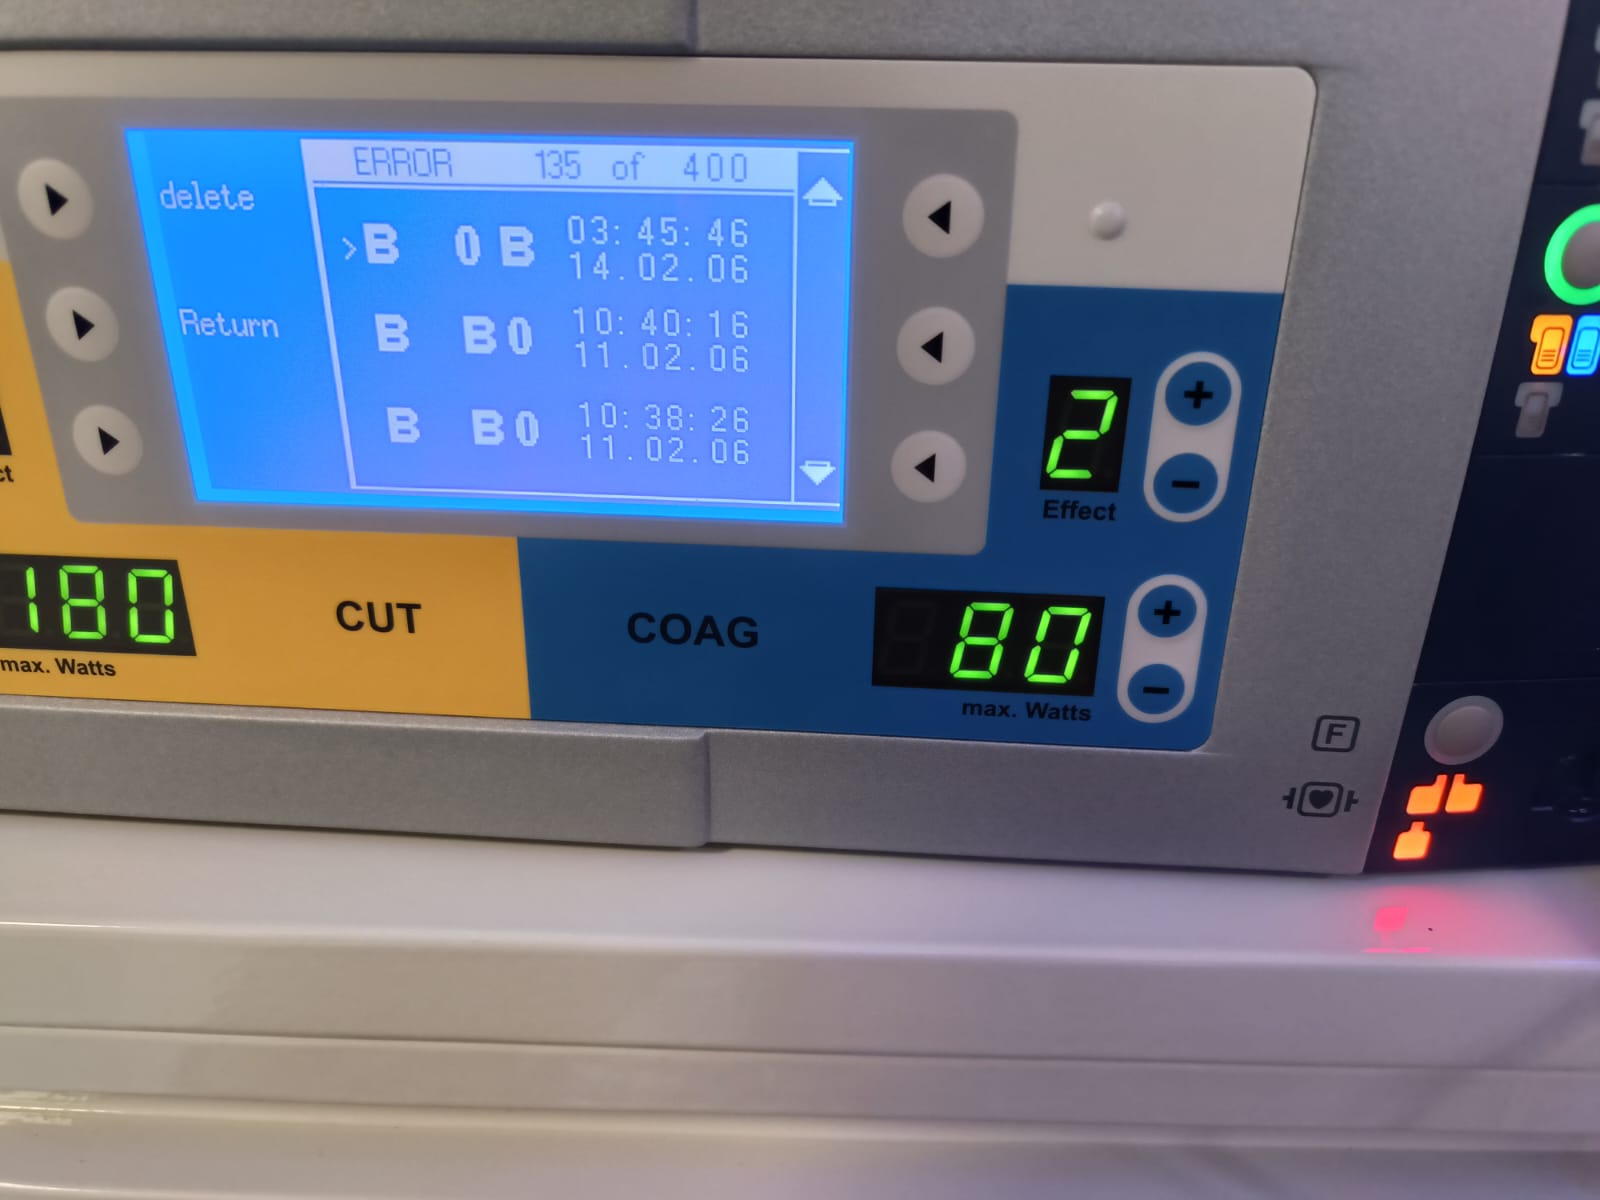 ERROR 135 of 400
delete
>B 0B 03:45:46
14.02.06
Return
B B0 10:40:16
11.02.06
B B0 10:38:26
11.02.06
2
+
-
Effect
ct
180
max. Watts
CUT
COAG
80
+
-
max. Watts
F